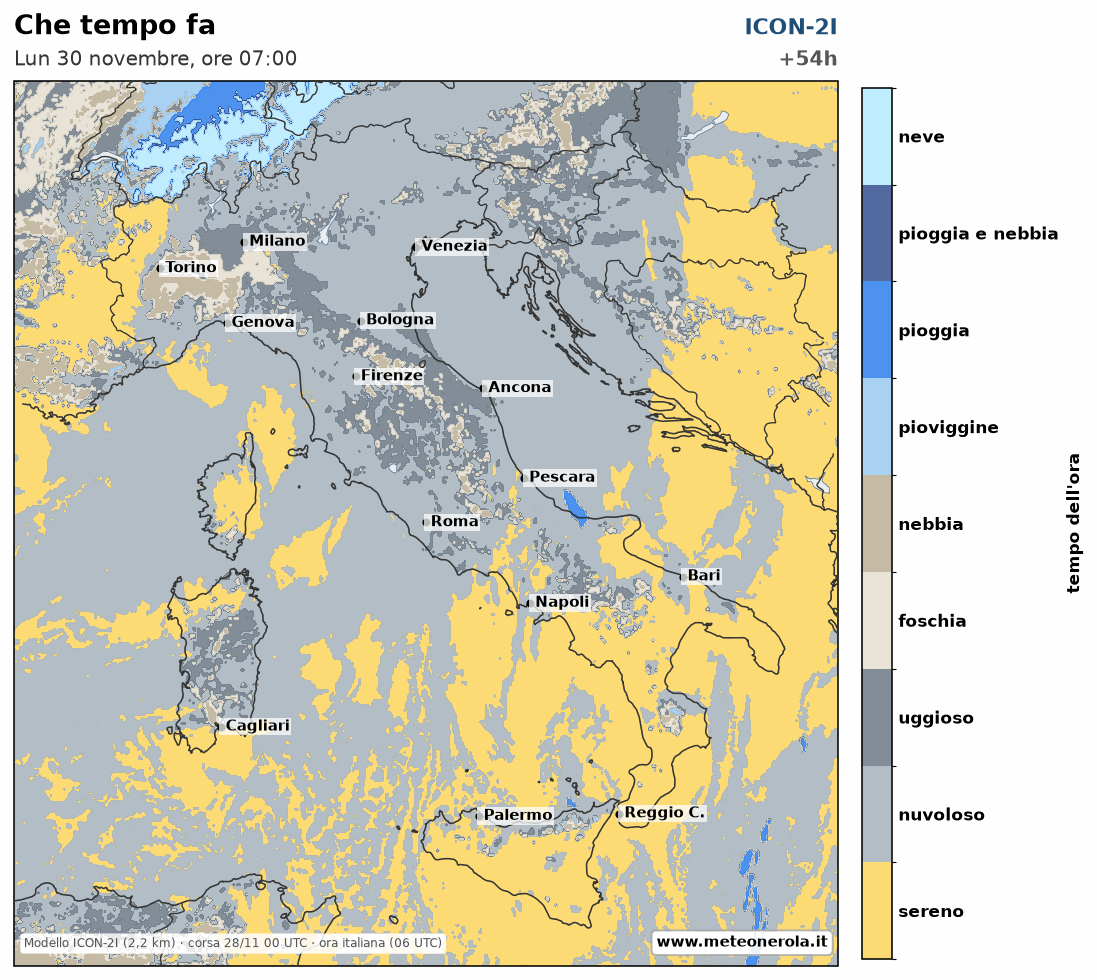 Che tempo fa
ICON-2I
Lun 30 novembre, ore 07:00
+54h
Milano
Venezia
Torino
Genova
Bologna
Firenze
Ancona
Pescara
Roma
Bari
Napoli
Cagliari
Palermo
Reggio C.
Modello ICON-2I (2,2 km) · corsa 28/11 00 UTC · ora italiana (06 UTC)
www.meteonerola.it
neve
pioggia e nebbia
pioggia
pioviggine
nebbia
foschia
uggioso
nuvoloso
sereno
tempo dell'ora